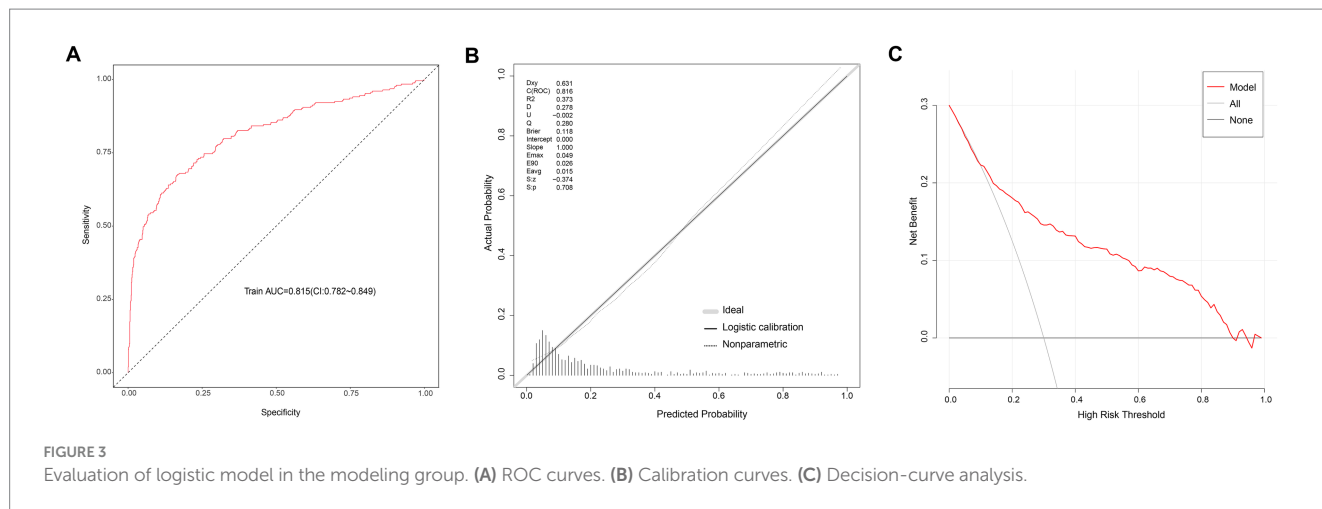 A
1.00
0.75
0.50
0.25
0.00
Sensitivity
Train AUC=0.815(CI:0.782~0.849)
0.00 0.25 0.50 0.75 1.00
Specificity
B
Dxy 0.631
C(ROC) 0.816
R2 0.373
D 0.278
U −0.002
Q 0.280
Brier 0.118
Intercept 0.000
Slope 1.000
Emax 0.049
E90 0.026
Eavg 0.015
S:z −0.374
S:p 0.708
1.0
0.8
0.6
0.4
0.2
0.0
Actual Probability
Ideal
Logistic calibration
Nonparametric
0.0 0.2 0.4 0.6 0.8 1.0
Predicted Probability
C
Model
All
None
0.3
0.2
0.1
0.0
Net Benefit
0.0 0.2 0.4 0.6 0.8 1.0
High Risk Threshold
FIGURE 3
Evaluation of logistic model in the modeling group. (A) ROC curves. (B) Calibration curves. (C) Decision-curve analysis.